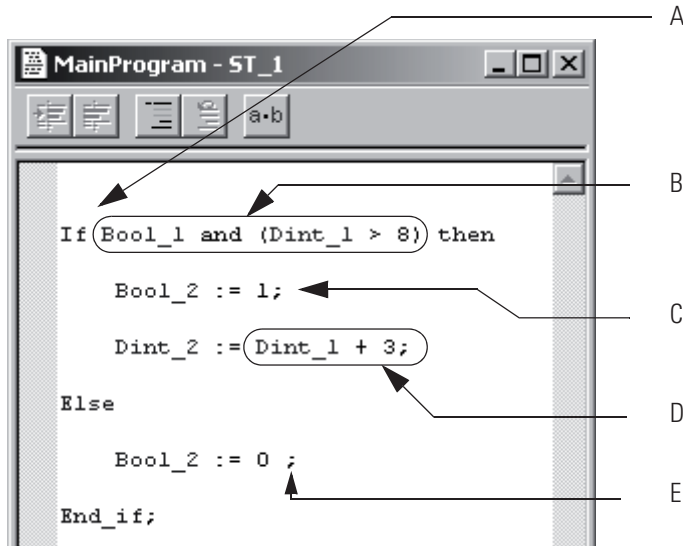 A
MainProgram - ST_1
a•b
B
If Bool_1 and (Dint_1 > 8) then
Bool_2 := 1;
C
Dint_2 := Dint_1 + 3;
D
Else
Bool_2 := 0 ;
E
End_if;